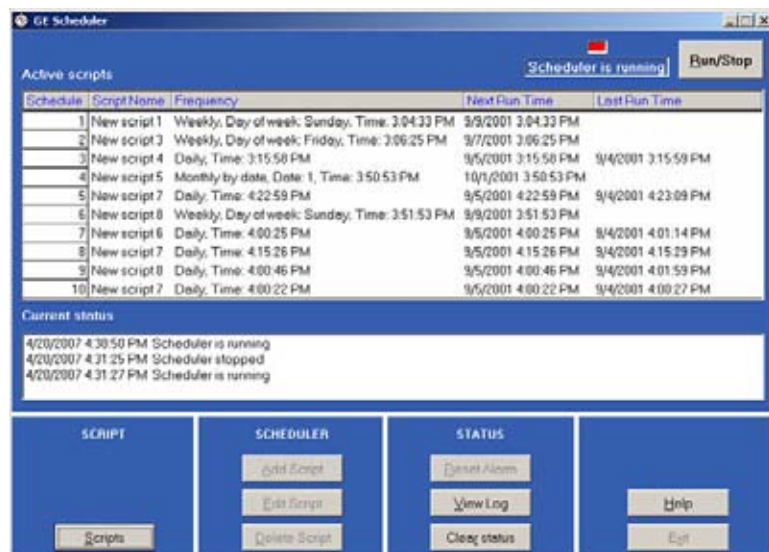 GE Scheduler
Scheduler is running
Run/Stop
Active scripts
Schedule Script Name Frequency Next Run Time Last Run Time
1 New script 1 Weekly, Day of week: Sunday, Time: 3:04:33 PM 9/9/2001 3:04:33 PM
2 New script 3 Weekly, Day of week: Friday, Time: 3:06:25 PM 9/7/2001 3:06:25 PM
3 New script 4 Daily, Time: 3:15:58 PM 9/5/2001 3:15:58 PM 9/4/2001 3:15:59 PM
4 New script 5 Monthly by date, Date: 1, Time: 3:50:53 PM 10/1/2001 3:50:53 PM
5 New script 7 Daily, Time: 4:22:59 PM 9/5/2001 4:22:59 PM 9/4/2001 4:23:09 PM
6 New script 8 Weekly, Day of week: Sunday, Time: 3:51:53 PM 9/9/2001 3:51:53 PM
7 New script 6 Daily, Time: 4:00:25 PM 9/5/2001 4:00:25 PM 9/4/2001 4:01:14 PM
8 New script 7 Daily, Time: 4:15:26 PM 9/5/2001 4:15:26 PM 9/4/2001 4:15:29 PM
9 New script 8 Daily, Time: 4:00:46 PM 9/5/2001 4:00:46 PM 9/4/2001 4:01:59 PM
10 New script 7 Daily, Time: 4:00:22 PM 9/5/2001 4:00:22 PM 9/4/2001 4:00:27 PM
Current status
4/20/2007 4:30:50 PM Scheduler is running
4/20/2007 4:31:25 PM Scheduler stopped
4/20/2007 4:31:27 PM Scheduler is running
SCRIPT
SCHEDULER
STATUS
Add Script
Reset Alarm
Edit Script
View Log
Help
Scripts
Delete Script
Clear status
Exit